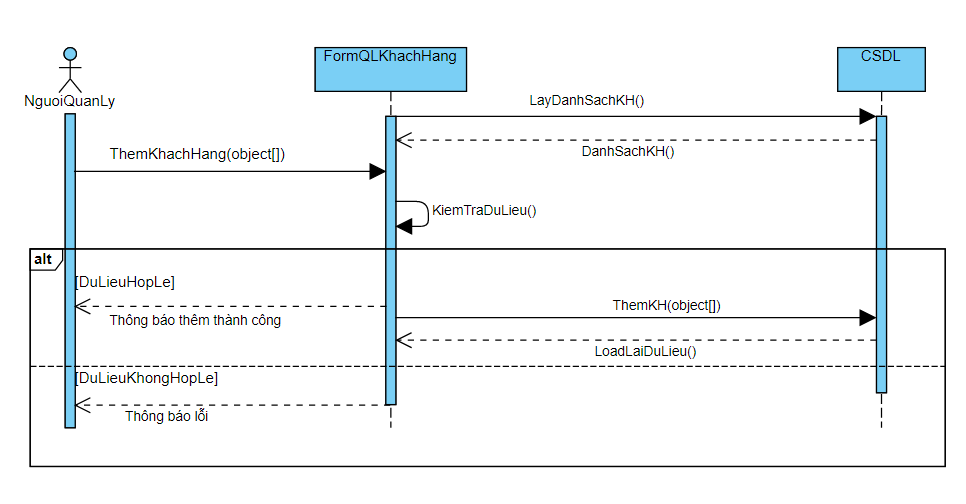 NguoiQuanLy
FormQLKhachHang
CSDL
LayDanhSachKH()
DanhSachKH()
ThemKhachHang(object[])
KiemTraDuLieu()
alt
[DuLieuHopLe]
Thông báo thêm thành công
ThemKH(object[])
LoadLaiDuLieu()
[DuLieuKhongHopLe]
Thông báo lỗi